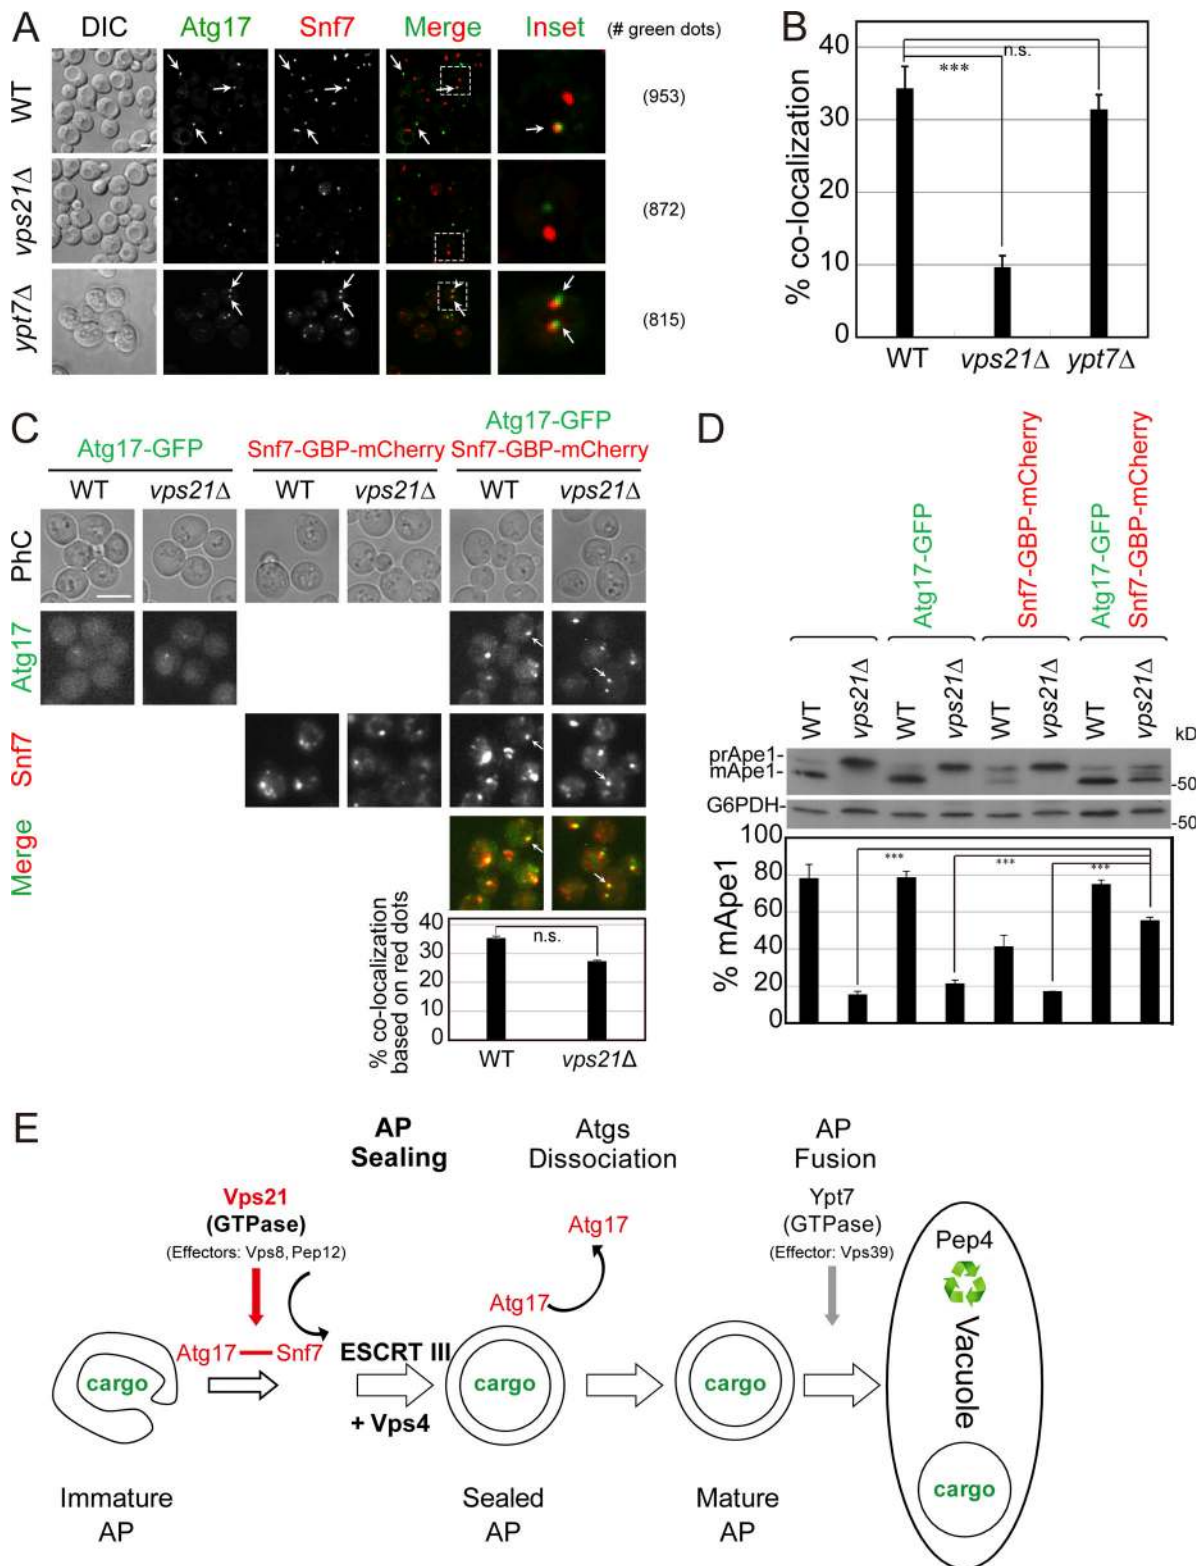 A
DIC
Atg17
Snf7
Merge
Inset
(# green dots)
WT
(953)
vps21Δ
(872)
ypt7Δ
(815)
B
% co-localization
40
30
20
10
0
n.s.
***
WT
vps21Δ
ypt7Δ
C
Atg17-GFP
Snf7-GBP-mCherry
Atg17-GFP
Snf7-GBP-mCherry
WT
vps21Δ
WT
vps21Δ
WT
vps21Δ
PhC
Atg17
Snf7
Merge
% co-localization
based on red dots
40
30
20
10
0
n.s.
WT
vps21Δ
D
Atg17-GFP
Snf7-GBP-mCherry
Atg17-GFP
Snf7-GBP-mCherry
WT
vps21Δ
WT
vps21Δ
WT
vps21Δ
WT
vps21Δ
kD
prApe1-
mApe1-
-50
G6PDH-
-50
% mApe1
100
80
60
40
20
0
***
***
***
E
AP
Sealing
Atgs
Dissociation
AP
Fusion
Vps21
(GTPase)
(Effectors: Vps8, Pep12)
Atg17
Ypt7
(GTPase)
(Effector: Vps39)
Pep4
Vacuole
Atg17
Atg17
Snf7
ESCRT III
+ Vps4
cargo
cargo
cargo
cargo
Immature
AP
Sealed
AP
Mature
AP